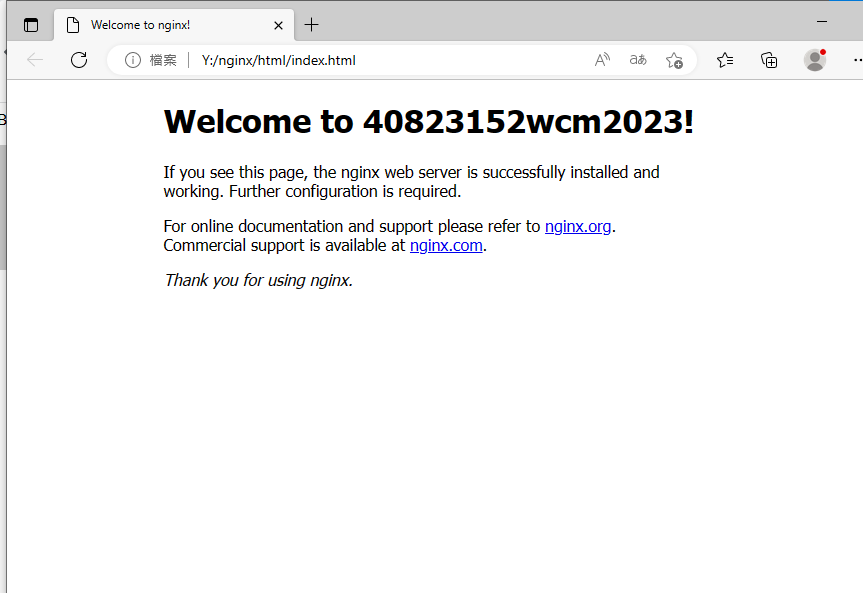 Welcome to nginx!
檔案 Y:/nginx/html/index.html A あ
Welcome to 40823152wcm2023!
If you see this page, the nginx web server is successfully installed and
working. Further configuration is required.
For online documentation and support please refer to nginx.org.
Commercial support is available at nginx.com.
Thank you for using nginx.
B